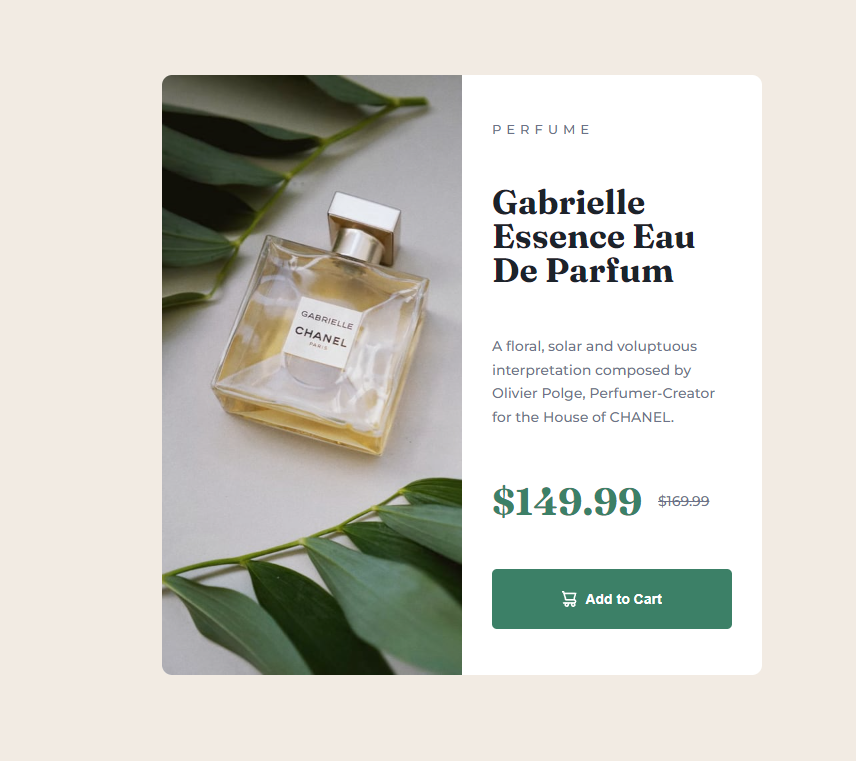 PERFUME
Gabrielle
Essence Eau
De Parfum
A floral, solar and voluptuous
interpretation composed by
Olivier Polge, Perfumer-Creator
for the House of CHANEL.
$149.99 $169.99
Add to Cart
GABRIELLE
CHANEL
PARIS